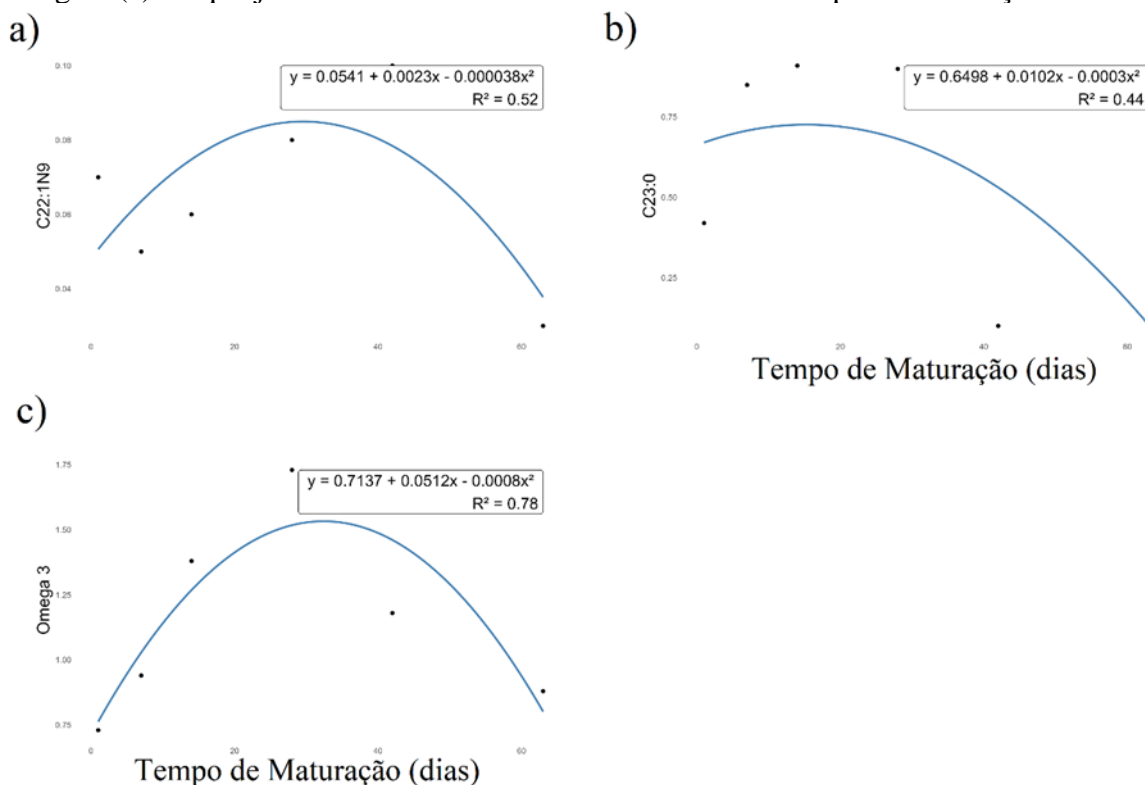 a)
0.10
y = 0.0541 + 0.0023x - 0.000038x²
R² = 0.52
0.08
C22:1N9
0.06
0.04
0 20 40 60
b)
y = 0.6498 + 0.0102x - 0.0003x²
R² = 0.44
0.75
C23:0
0.50
0.25
0 20 40 60
Tempo de Maturação (dias)
c)
1.75
y = 0.7137 + 0.0512x - 0.0008x²
R² = 0.78
1.50
1.25
Omega 3
1.00
0.75
0 20 40 60
Tempo de Maturação (dias)